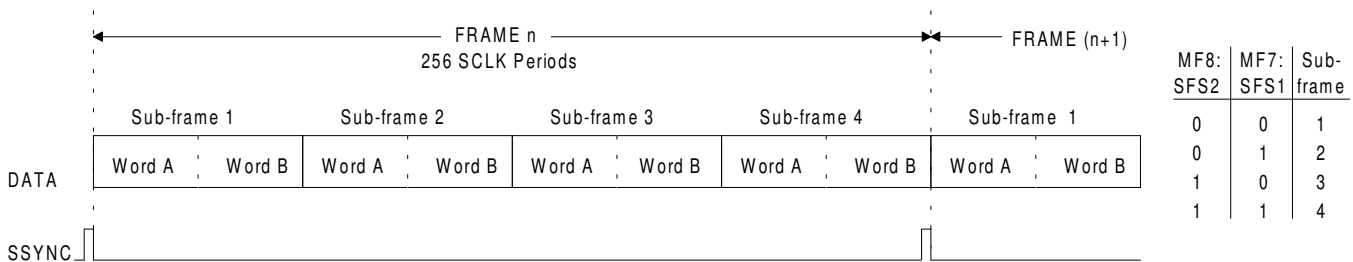 FRAME n
FRAME (n+1)
256 SCLK Periods
Sub-frame 1 Sub-frame 2 Sub-frame 3 Sub-frame 4 Sub-frame 1
DATA Word A Word B Word A Word B Word A Word B Word A Word B Word A Word B
SSYNC
MF8: MF7: Sub-
SFS2 SFS1 frame
0 0 1
0 1 2
1 0 3
1 1 4